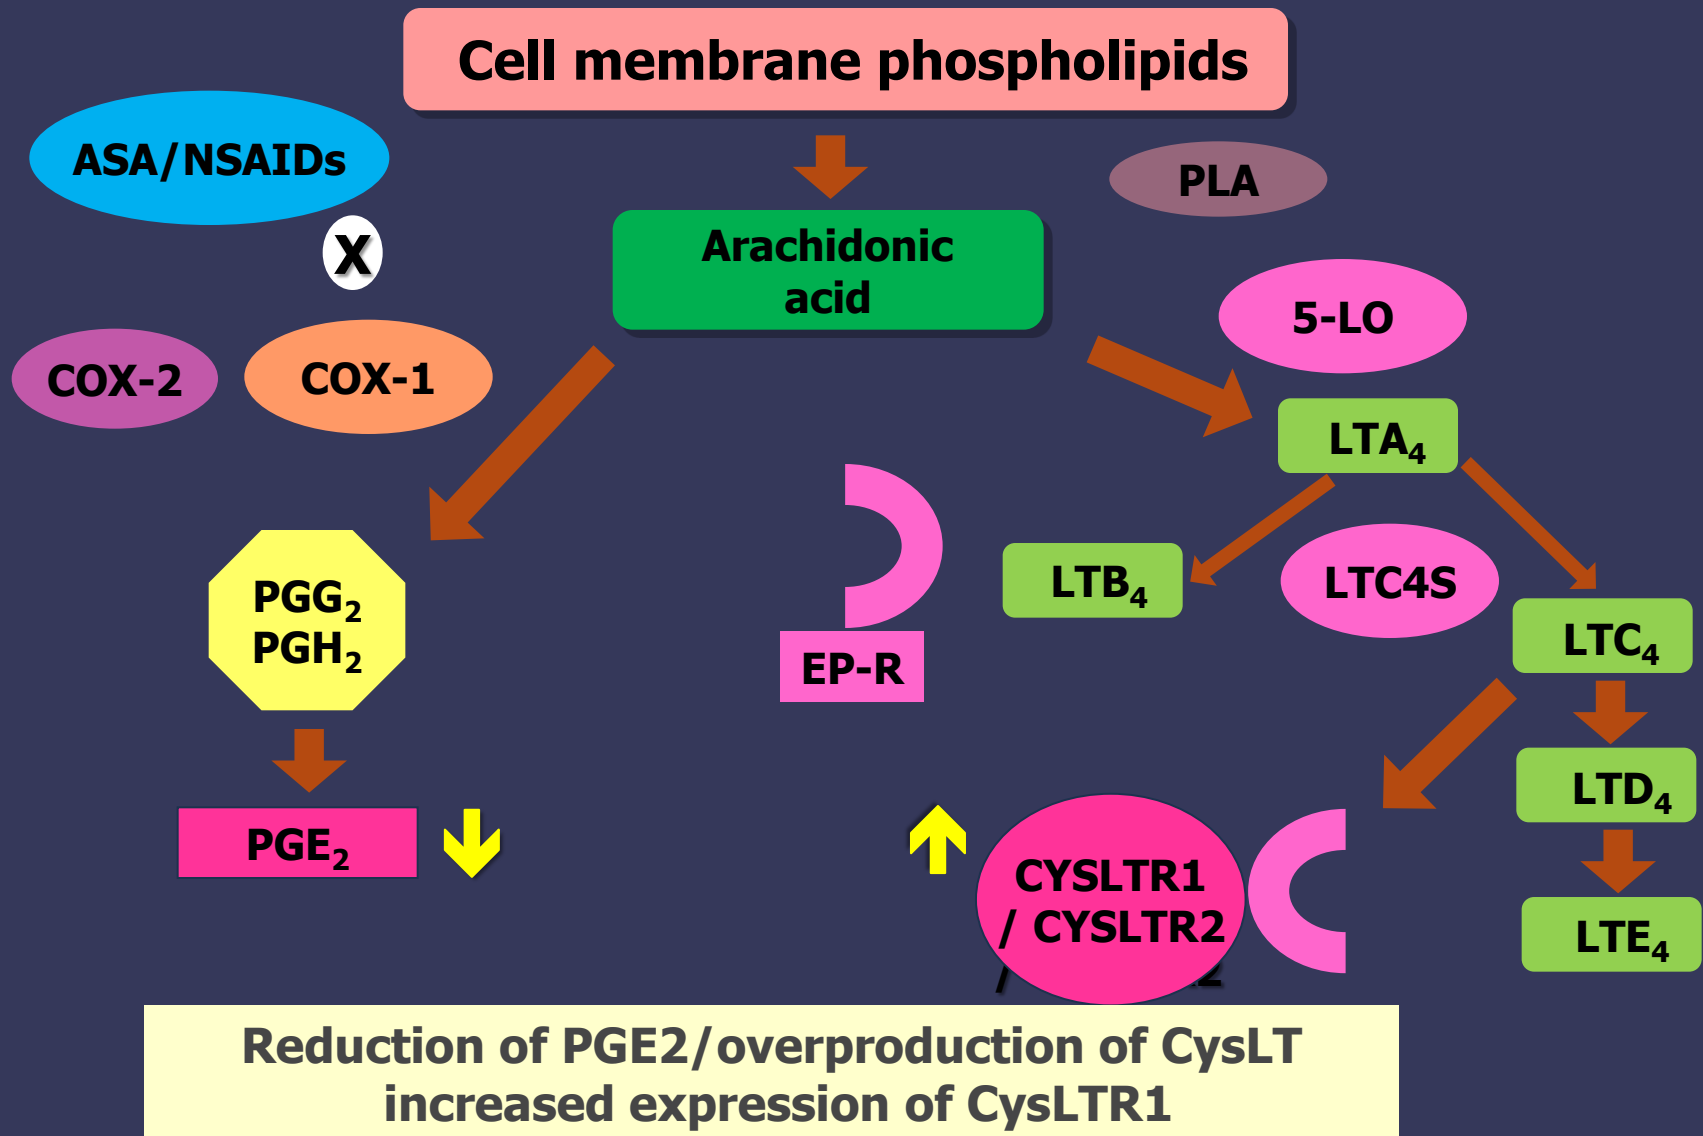 Cell membrane phospholipids
ASA/NSAIDs
PLA
X
Arachidonic
acid
5-LO
COX-2
COX-1
LTA₄
PGG₂
PGH₂
EP-R
LTB₄
LTC4S
LTC₄
LTD₄
PGE₂
CYSLTR1
/ CYSLTR2
LTE₄
Reduction of PGE2/overproduction of CysLT
increased expression of CysLTR1